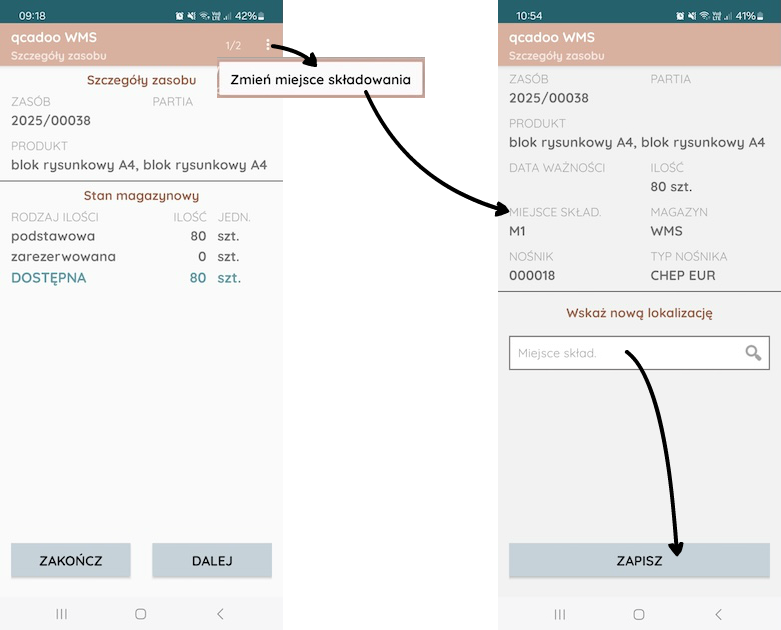 09:18
42%
qcadoo WMS
Szczegóły zasobu
1/2
Szczegóły zasobu
ZASÓB PARTIA
2025/00038
PRODUKT
blok rysunkowy A4, blok rysunkowy A4
Stan magazynowy
RODZAJ ILOŚCI ILOŚĆ JEDN.
podstawowa 80 szt.
zarezerwowana 0 szt.
DOSTĘPNA 80 szt.
ZAKOŃCZ DALEJ
Zmień miejsce składowania
10:54
41%
qcadoo WMS
Szczegóły zasobu
ZASÓB PARTIA
2025/00038
PRODUKT
blok rysunkowy A4, blok rysunkowy A4
DATA WAŻNOŚCI ILOŚĆ
80 szt.
MIEJSCE SKŁAD. MAGAZYN
M1 WMS
NOŚNIK TYP NOŚNIKA
000018 CHEP EUR
Wskaż nową lokalizację
Miejsce skład.
ZAPISZ